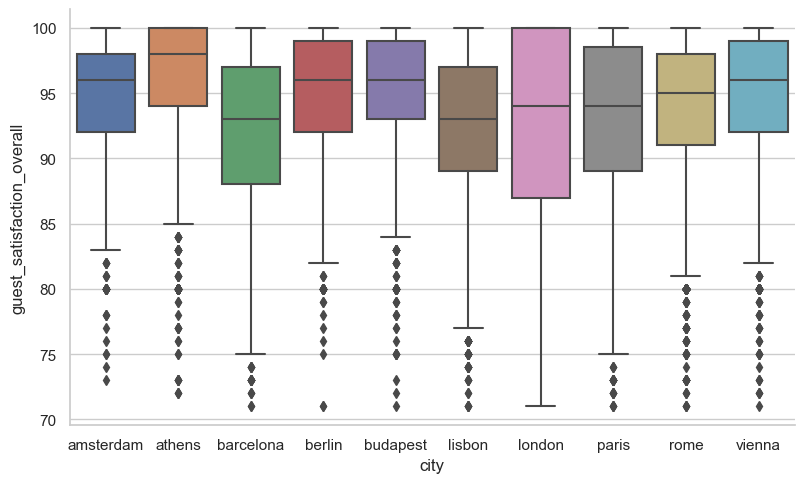 guest_satisfaction_overall
100
95
90
85
80
75
70
amsterdam athens barcelona berlin budapest lisbon london paris rome vienna
city